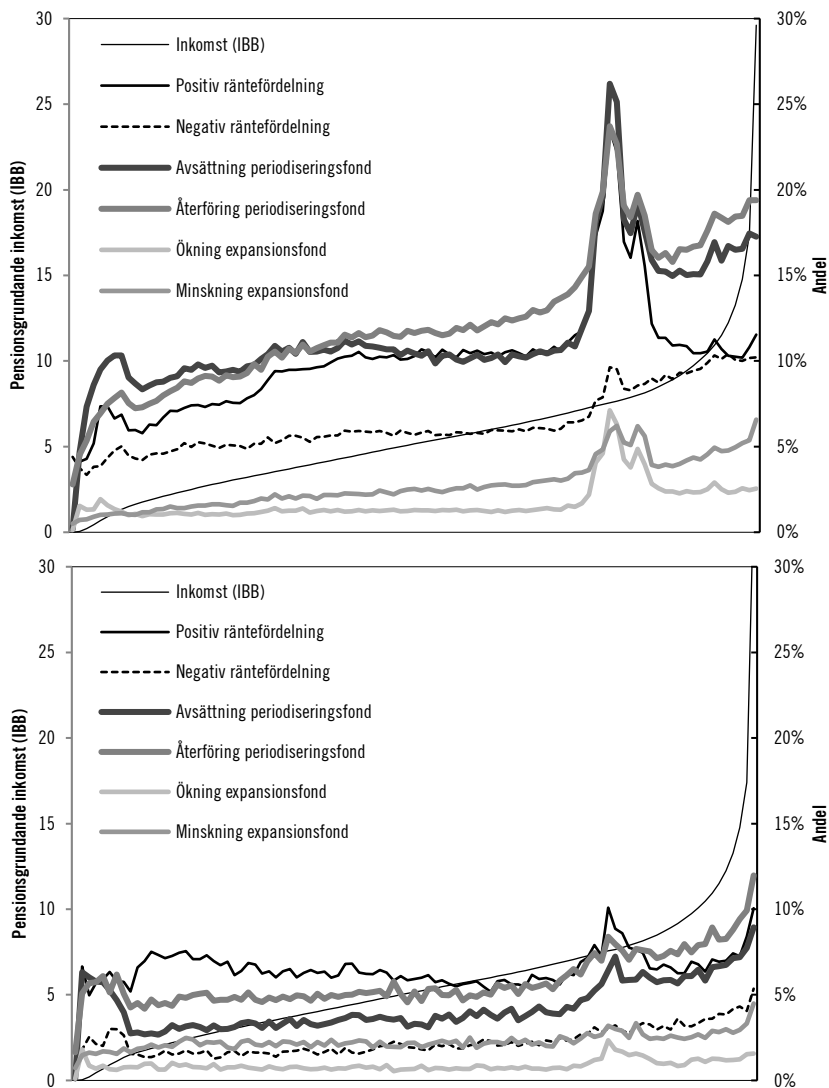 30
25
20
15
10
5
0
Pensionsgrundande inkomst (IBB)
Inkomst (IBB)
Positiv räntefördelning
Negativ räntefördelning
Avsättning periodiseringsfond
Återföring periodiseringsfond
Ökning expansionsfond
Minskning expansionsfond
30%
25%
20%
15%
10%
5%
0%
Andel
30
25
20
15
10
5
0
Pensionsgrundande inkomst (IBB)
Inkomst (IBB)
Positiv räntefördelning
Negativ räntefördelning
Avsättning periodiseringsfond
Återföring periodiseringsfond
Ökning expansionsfond
Minskning expansionsfond
30%
25%
20%
15%
10%
5%
0%
Andel